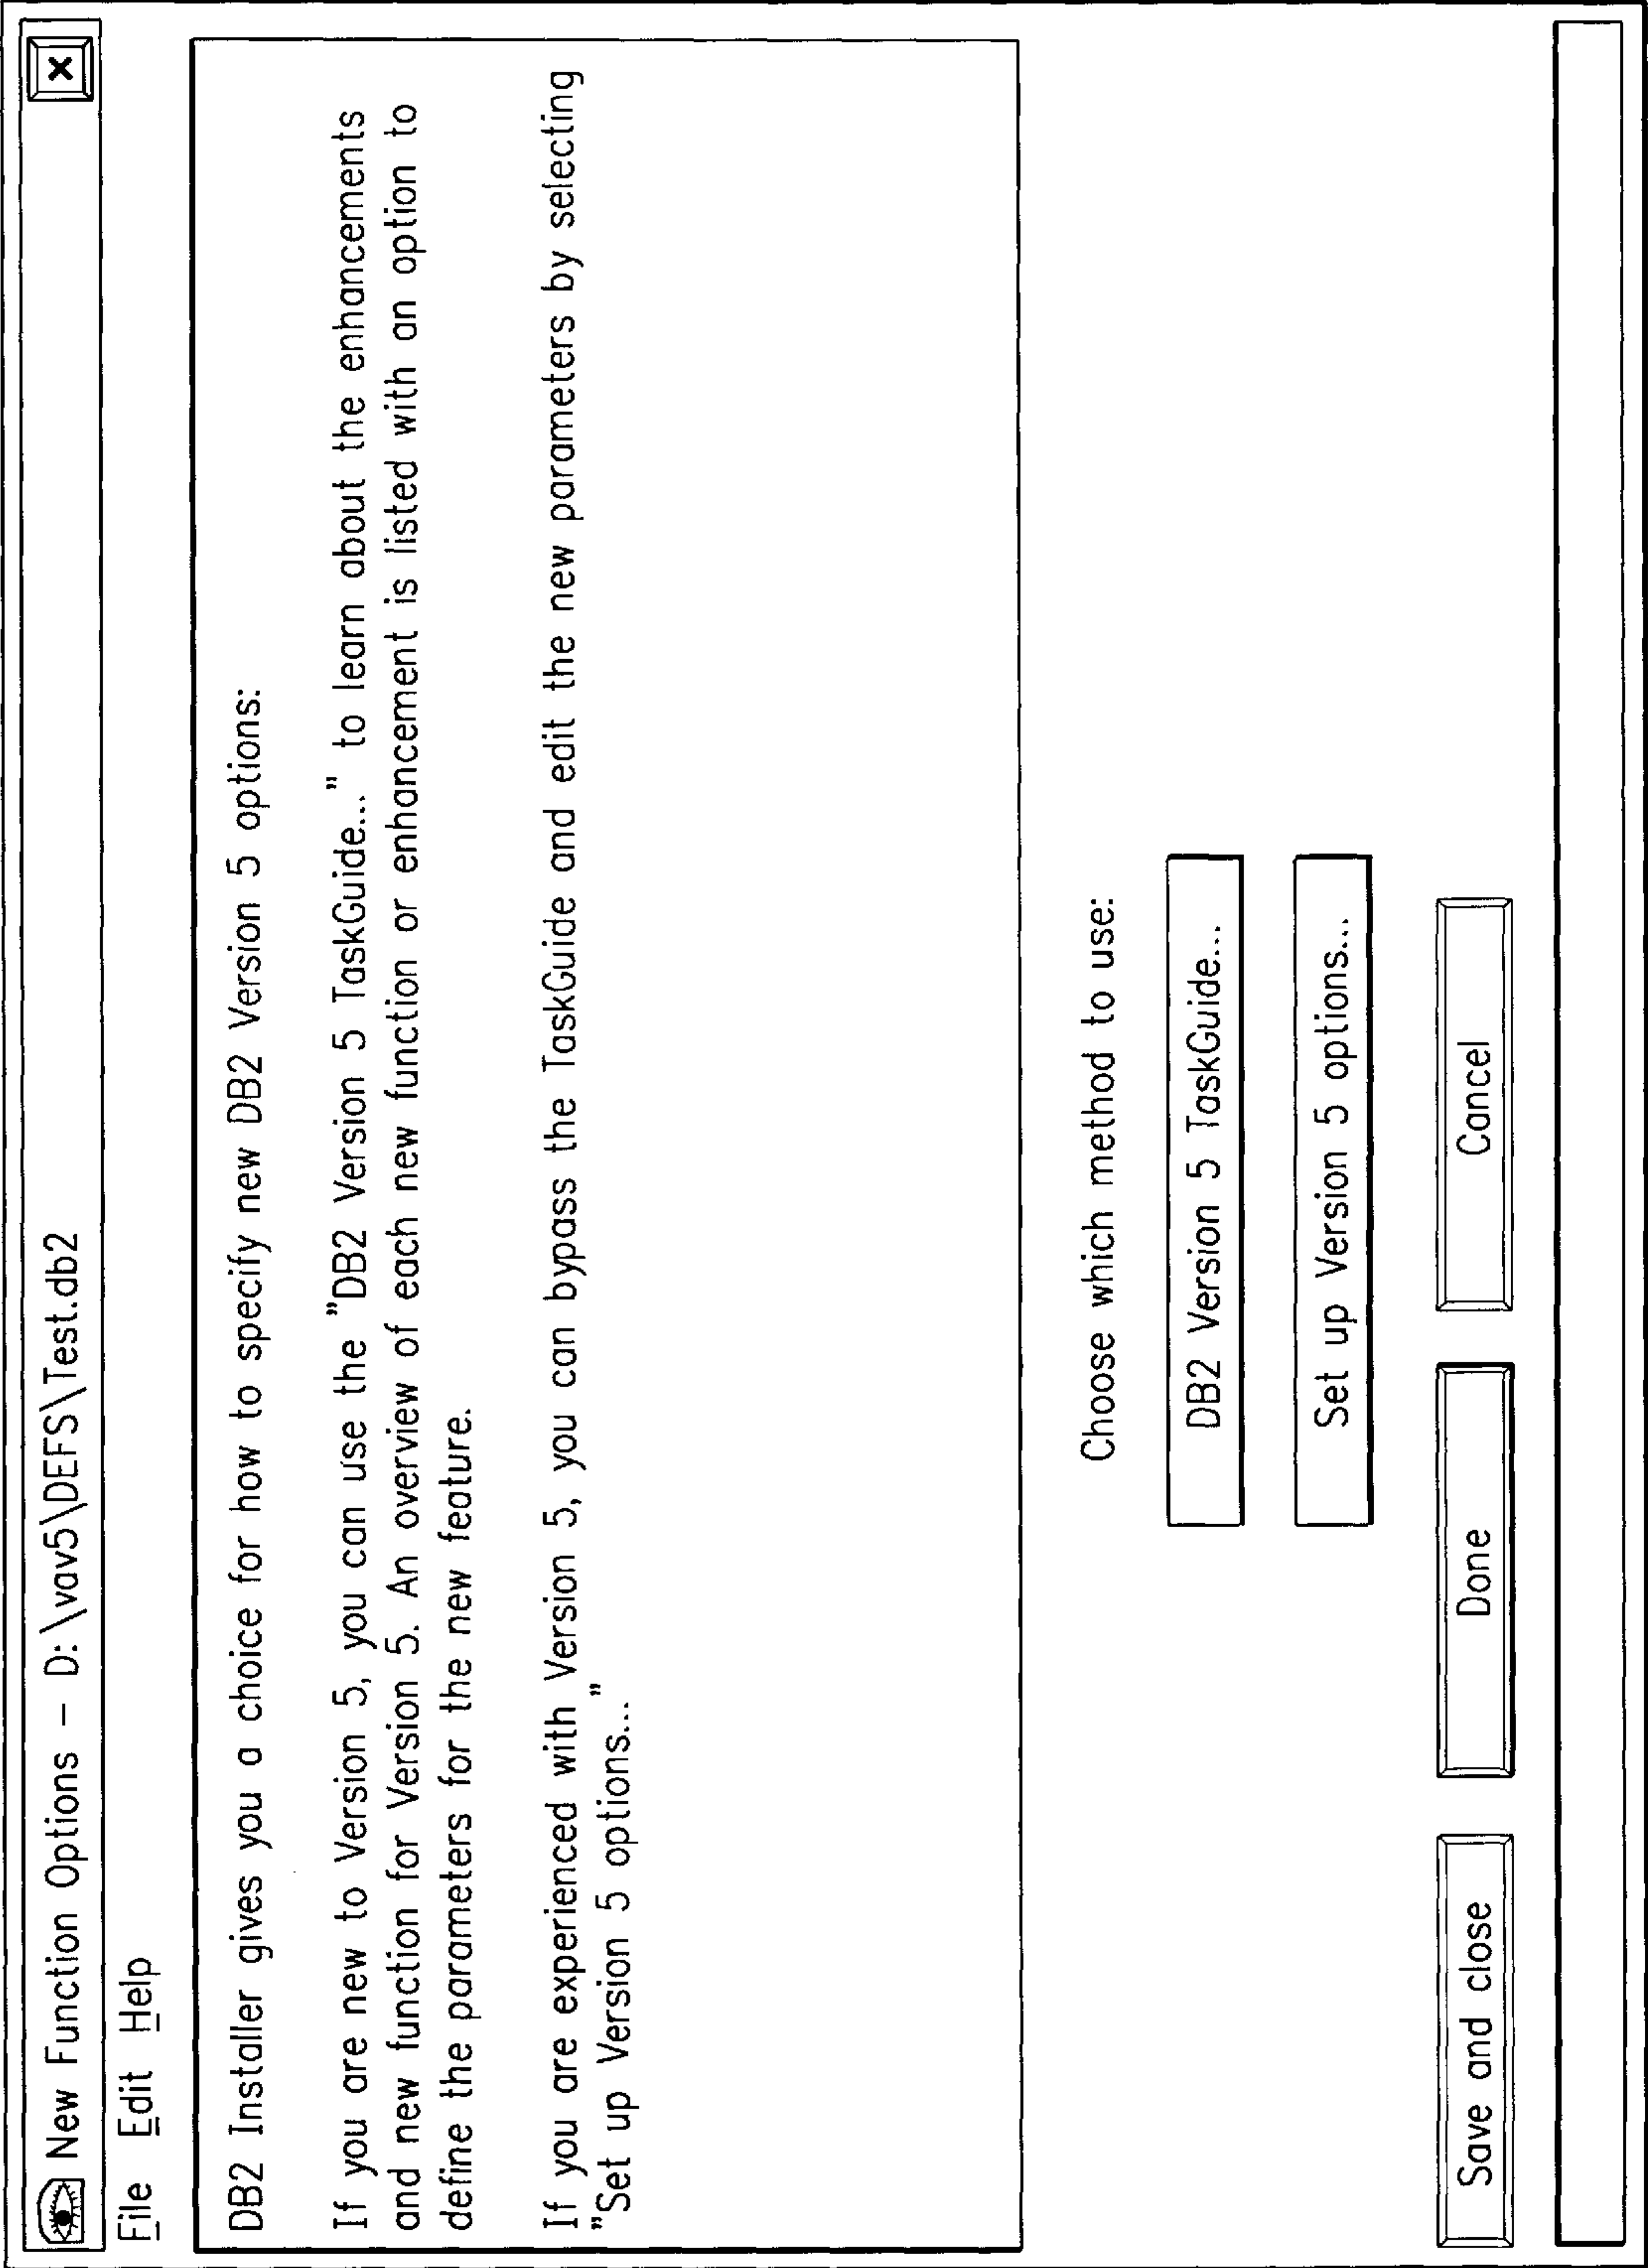 New Function Options – D:\vav5\DEFS\Test.db2
×
File Edit Help
DB2 Installer gives you a choice for how to specify new DB2 Version 5 options:
If you are new to Version 5, you can use the "DB2 Version 5 TaskGuide..." to learn about the enhancements
and new function for Version 5. An overview of each new function or enhancement is listed with an option to
define the parameters for the new feature.
If you are experienced with Version 5, you can bypass the TaskGuide and edit the new parameters by selecting
"Set up Version 5 options..."
Choose which method to use:
DB2 Version 5 TaskGuide...
Set up Version 5 options...
Save and close
Done
Cancel